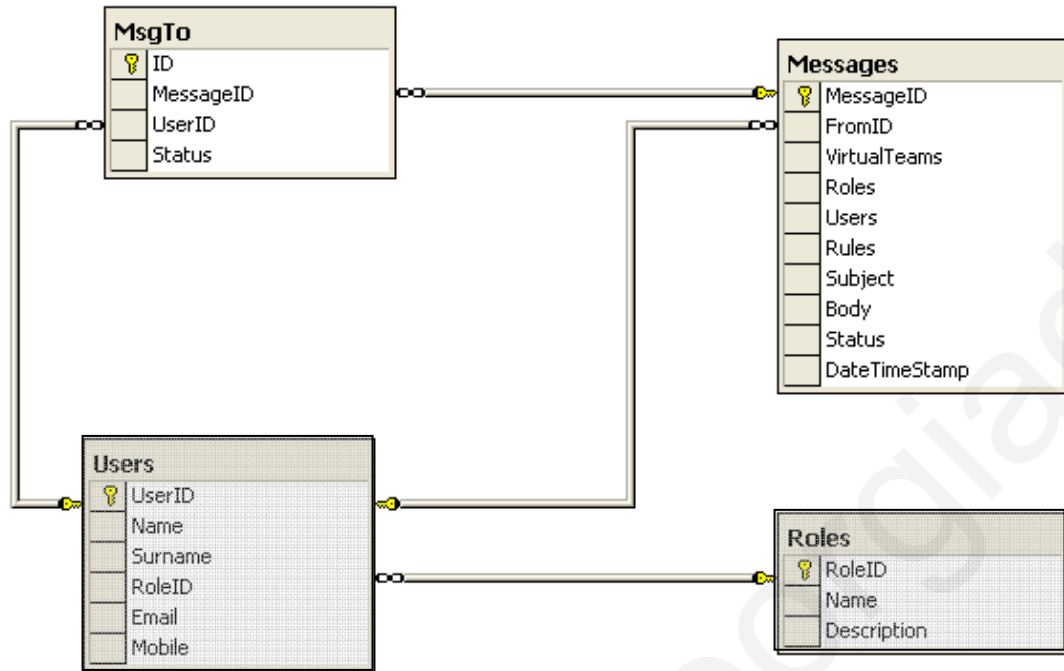 MsgTo
ID
MessageID
UserID
Status
Messages
MessageID
FromID
VirtualTeams
Roles
Users
Rules
Subject
Body
Status
DateTimeStamp
Users
UserID
Name
Surname
RoleID
Email
Mobile
Roles
RoleID
Name
Description